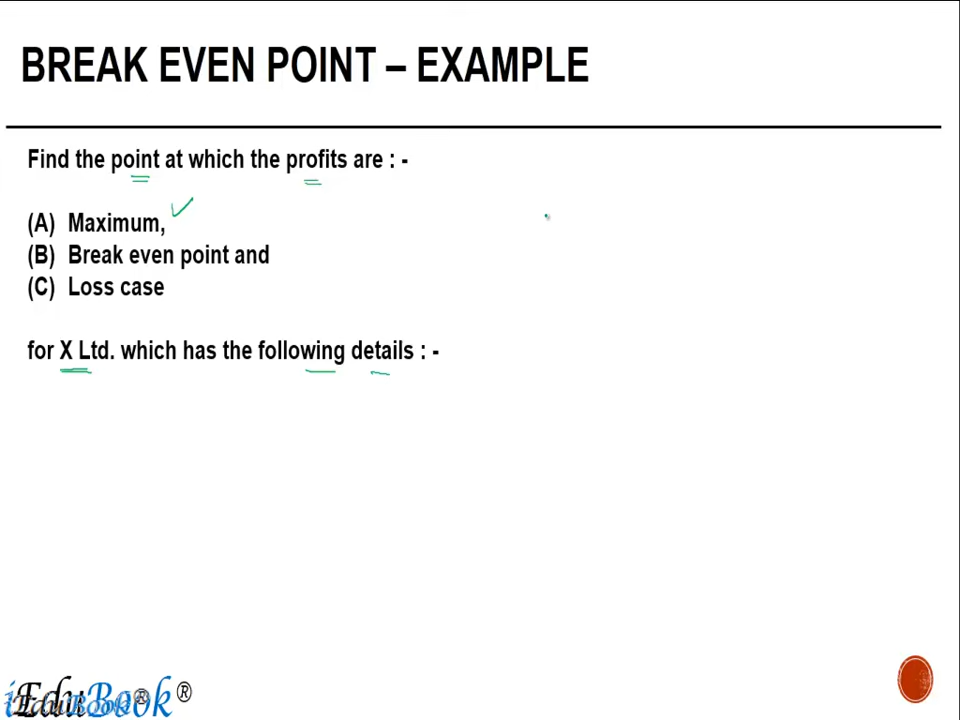 BREAK EVEN POINT – EXAMPLE
Find the point at which the profits are : -
(A) Maximum,
(B) Break even point and
(C) Loss case
for X Ltd. which has the following details : -
iEduBook®
iEduBook®